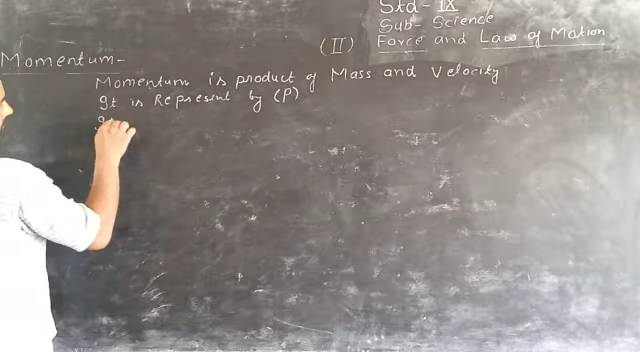 Std - IX
Sub - Science
(II) Force and Law of Motion
Momentum -
Momentum is product of Mass and Velocity
It is Represent by (P)